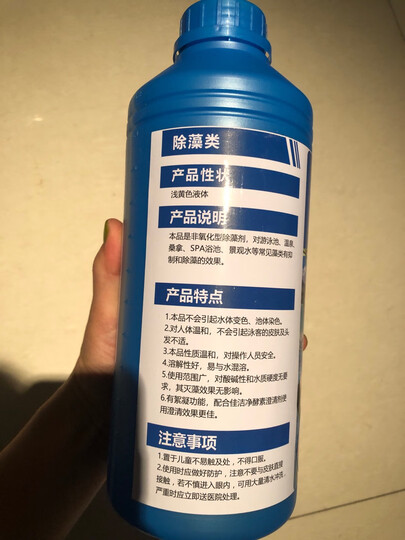 除藻类
产品性状
浅黄色液体
产品说明
本品是非氧化型除藻剂，对游泳池、温泉、
桑拿、SPA浴池、景观水等常见藻类有抑
制和除藻的效果。
产品特点
1.本品不会引起水体变色、池体染色。
2.对人体温和，不会引起泳客的皮肤及头
发不适。
3.本品性质温和，对操作人员安全。
4.溶解性好，易与水混溶。
5.使用范围广，对酸碱性和水质硬度无要
求，其灭藻效果无影响。
6.有絮凝功能，配合佳洁净酵素澄清剂使
用澄清效果更佳。
注意事项
1.置于儿童不易触及处，不得口服。
2.使用时应做好防护，注意不要与皮肤直接
接触，若不慎进入眼内，可用大量清水冲洗，
严重时应立即送医院处理。